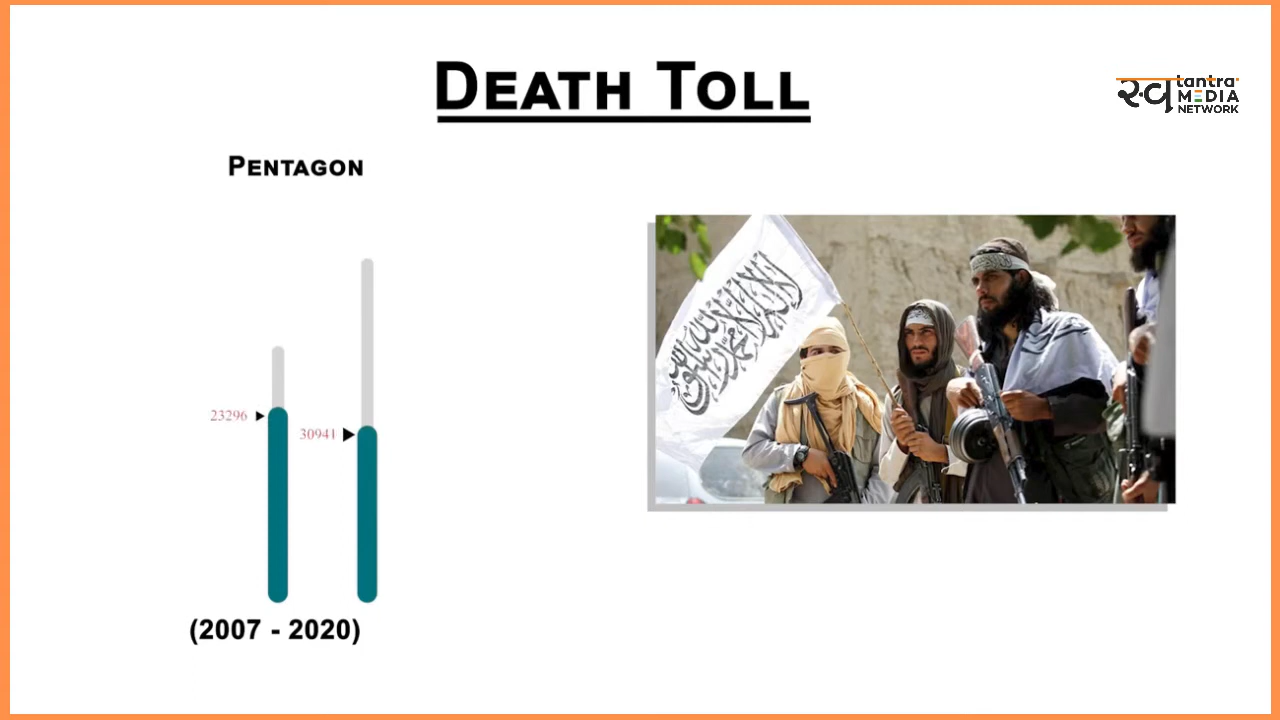 DEATH TOLL
स्व tantra
MEDIA
NETWORK
PENTAGON
23296
30941
(2007 - 2020)